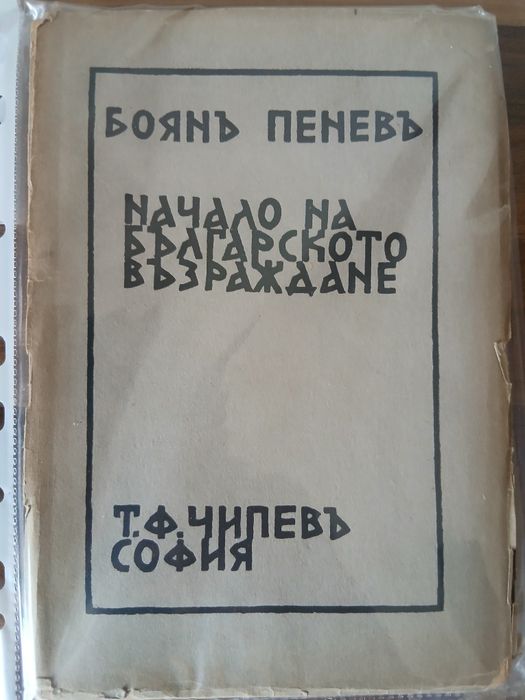 БОЯНЪ ПЕНЕВЪ
НАЧАЛО НА
БЪЛГАРСКОТО
ВЪЗРАЖДАНЕ
Т.Ф.ЧИПЕВЪ
СОФИЯ